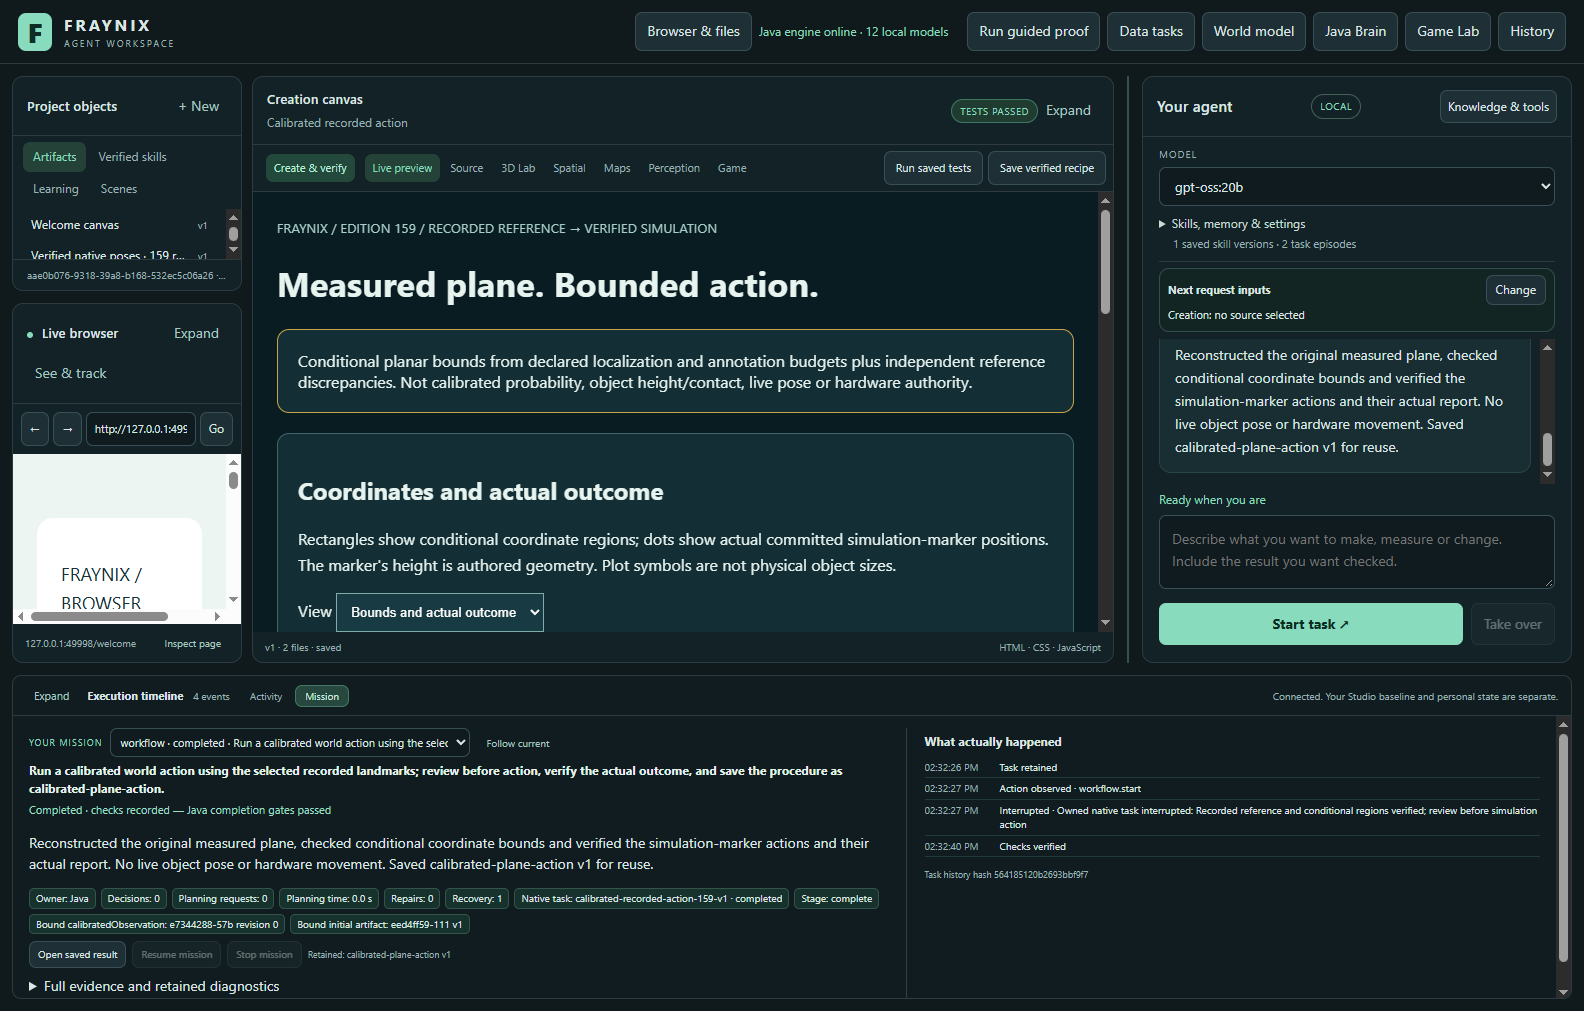 F
FRAYNIX
AGENT WORKSPACE
Browser & files
Java engine online · 12 local models
Run guided proof
Data tasks
World model
Java Brain
Game Lab
History
Project objects
+ New
Artifacts
Verified skills
Learning
Scenes
Welcome canvas
v1
Verified native poses · 159 r...
v1
aae0b076-9318-39a8-b168-532ec5c06a26 ·...
Live browser
Expand
See & track
←
→
http://127.0.0.1:499
Go
FRAYNIX /
BROWSER
127.0.0.1:49998/welcome
Inspect page
Creation canvas
Calibrated recorded action
TESTS PASSED
Expand
Create & verify
Live preview
Source
3D Lab
Spatial
Maps
Perception
Game
Run saved tests
Save verified recipe
FRAYNIX / EDITION 159 / RECORDED REFERENCE → VERIFIED SIMULATION
Measured plane. Bounded action.
Conditional planar bounds from declared localization and annotation budgets plus independent reference
discrepancies. Not calibrated probability, object height/contact, live pose or hardware authority.
Coordinates and actual outcome
Rectangles show conditional coordinate regions; dots show actual committed simulation-marker positions.
The marker's height is authored geometry. Plot symbols are not physical object sizes.
View
Bounds and actual outcome
v1 · 2 files · saved
HTML · CSS · JavaScript
Your agent
LOCAL
Knowledge & tools
MODEL
gpt-oss:20b
Skills, memory & settings
1 saved skill versions · 2 task episodes
Next request inputs
Change
Creation: no source selected
Reconstructed the original measured plane, checked
conditional coordinate bounds and verified the
simulation-marker actions and their actual report. No
live object pose or hardware movement. Saved
calibrated-plane-action v1 for reuse.
Ready when you are
Describe what you want to make, measure or change.
Include the result you want checked.
Start task ↗
Take over
Expand
Execution timeline
4 events
Activity
Mission
Connected. Your Studio baseline and personal state are separate.
YOUR MISSION
workflow · completed · Run a calibrated world action using the selec
Follow current
Run a calibrated world action using the selected recorded landmarks; review before action, verify the actual outcome, and save the procedure as
calibrated-plane-action.
Completed · checks recorded — Java completion gates passed
Reconstructed the original measured plane, checked conditional coordinate bounds and verified the simulation-marker actions and their
actual report. No live object pose or hardware movement. Saved calibrated-plane-action v1 for reuse.
Owner: Java
Decisions: 0
Planning requests: 0
Planning time: 0.0 s
Repairs: 0
Recovery: 1
Native task: calibrated-recorded-action-159-v1 · completed
Stage: complete
Bound calibratedObservation: e7344288-57b revision 0
Bound initial artifact: eed4ff59-111 v1
Open saved result
Resume mission
Stop mission
Retained: calibrated-plane-action v1
Full evidence and retained diagnostics
What actually happened
02:32:26 PM
Task retained
02:32:27 PM
Action observed · workflow.start
02:32:27 PM
Interrupted · Owned native task interrupted: Recorded reference and conditional regions verified; review before simulation
action
02:32:40 PM
Checks verified
Task history hash 564185120b2693bbf9f7